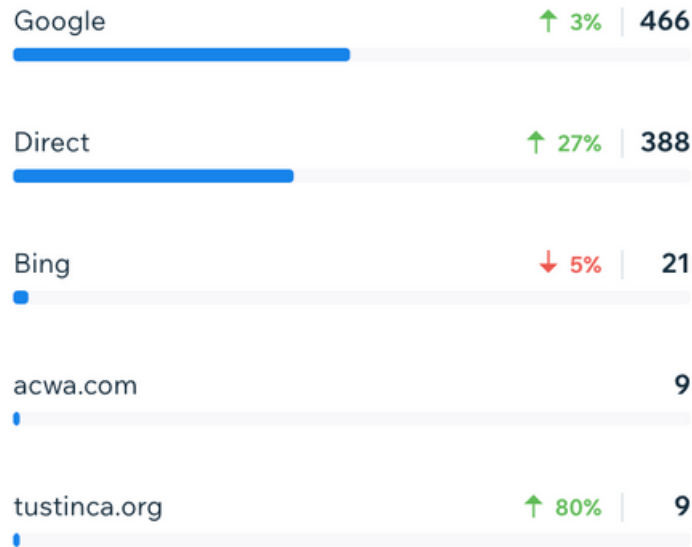 Google ↑ 3% 466
Direct ↑ 27% 388
Bing ↓ 5% 21
acwa.com 9
tustinca.org ↑ 80% 9